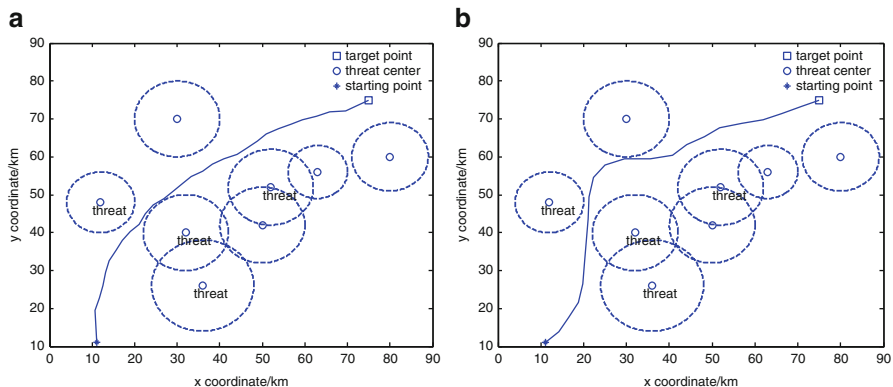 a
90
80
70
60
50
40
30
20
10
0 10 20 30 40 50 60 70 80 90
y coordinate/km
x coordinate/km
target point
threat center
starting point
threat
threat
threat
threat
b
90
80
70
60
50
40
30
20
10
0 10 20 30 40 50 60 70 80 90
y coordinate/km
x coordinate/km
target point
threat center
starting point
threat
threat
threat
threat